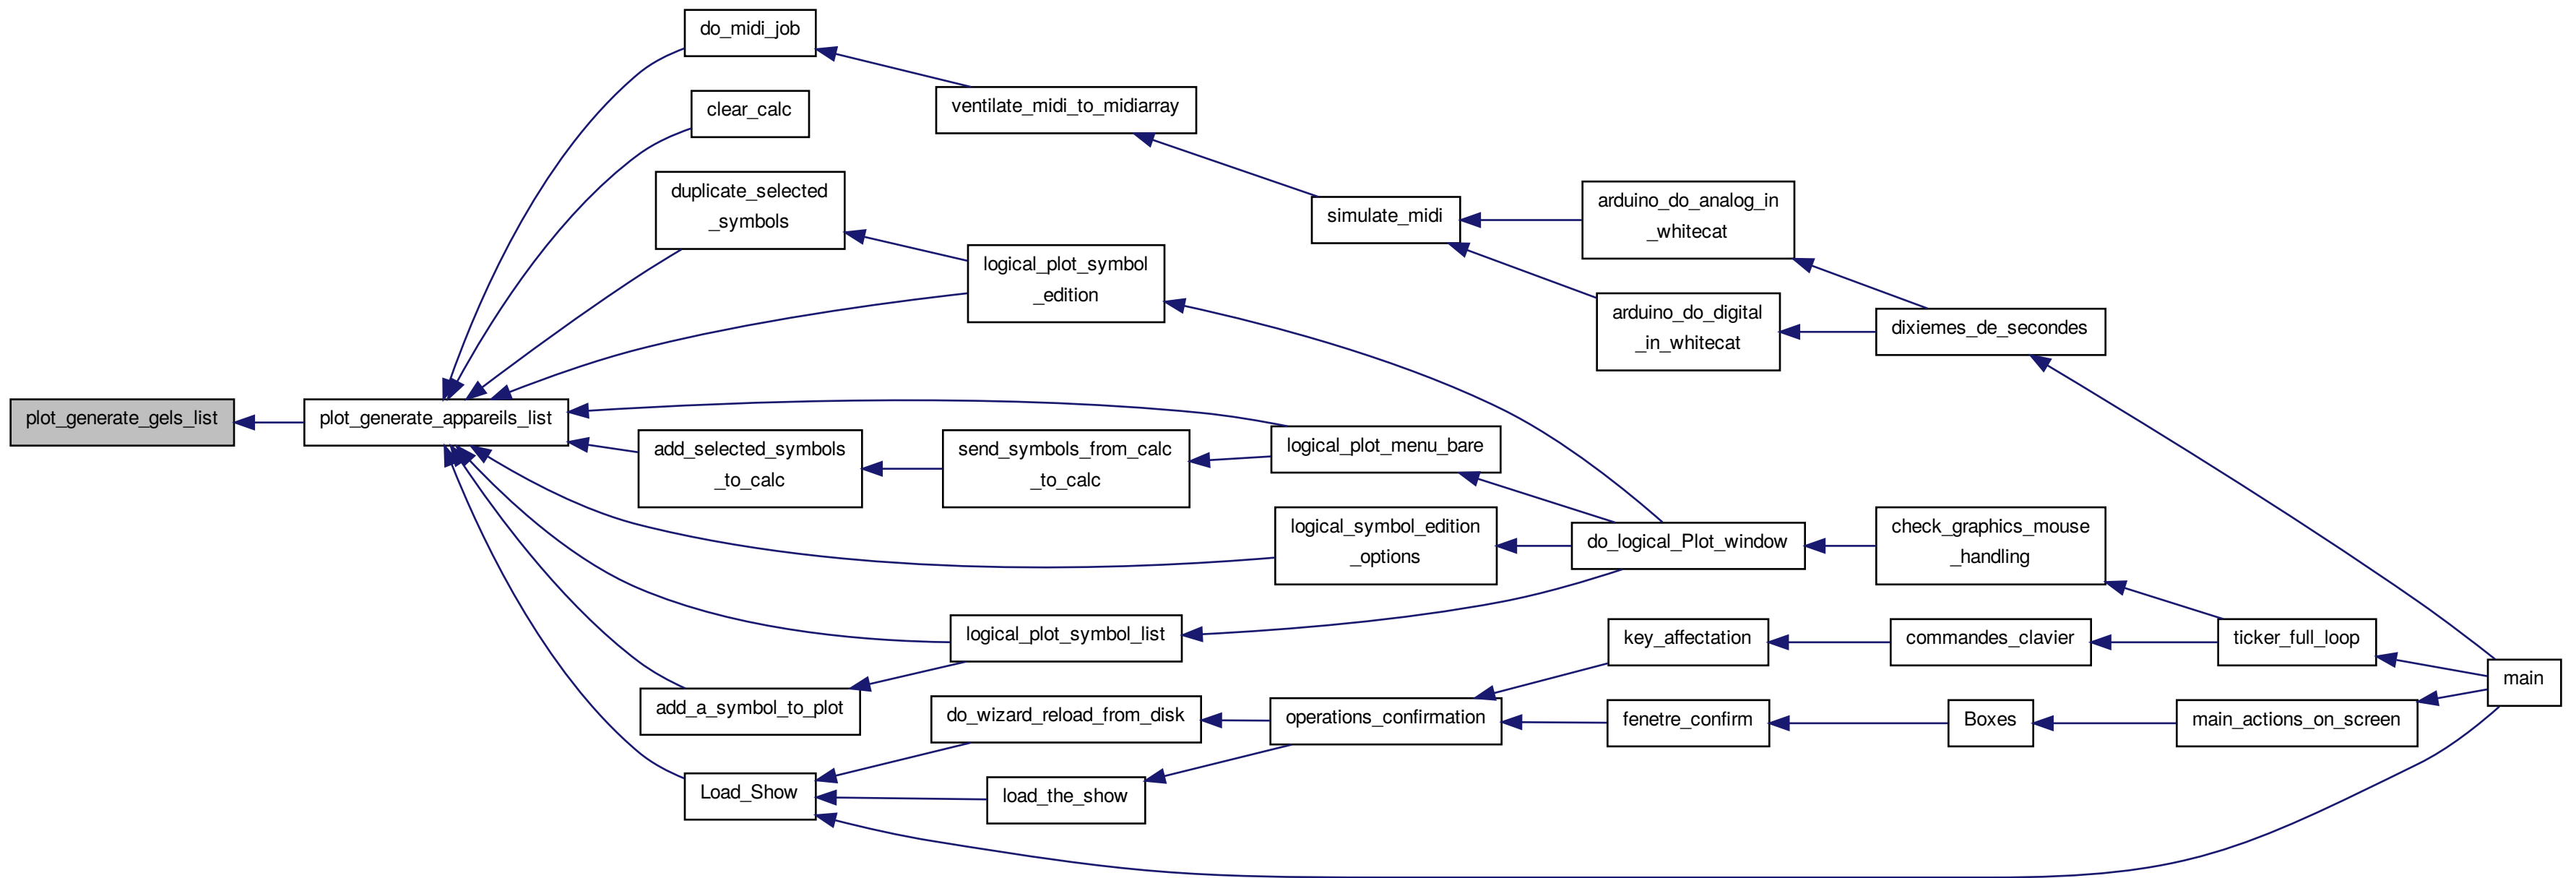 do_midi_job
clear_calc
ventilate_midi_to_midiarray
duplicate_selected
_symbols
simulate_midi
arduino_do_analog_in
_whitecat
logical_plot_symbol
_edition
arduino_do_digital
_in_whitecat
dixiemes_de_secondes
plot_generate_gels_list
plot_generate_appareils_list
add_selected_symbols
_to_calc
send_symbols_from_calc
_to_calc
logical_plot_menu_bare
logical_symbol_edition
_options
do_logical_Plot_window
check_graphics_mouse
_handling
logical_plot_symbol_list
key_affectation
commandes_clavier
ticker_full_loop
main
add_a_symbol_to_plot
do_wizard_reload_from_disk
operations_confirmation
fenetre_confirm
Boxes
main_actions_on_screen
Load_Show
load_the_show